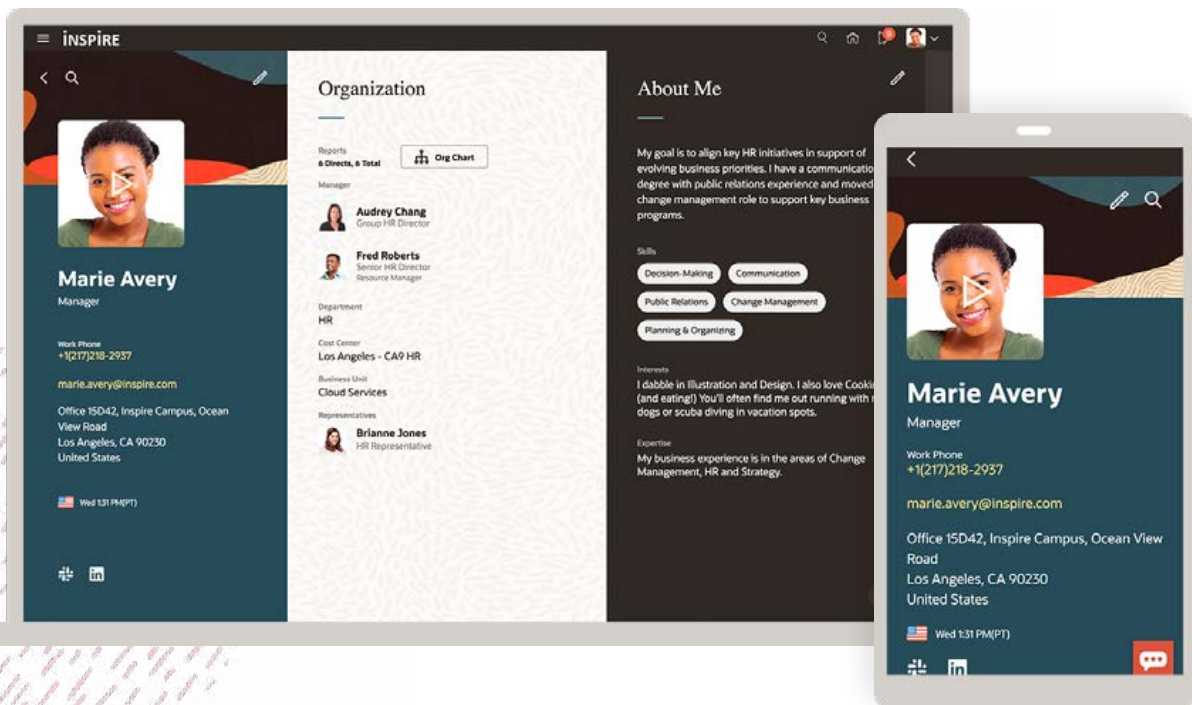 iNSPiRE
9
Marie Avery
Manager
Work Phone
+1(217)218-2937
marie.avery@inspire.com
Office 15D42, Inspire Campus, Ocean
View Road
Los Angeles, CA 90230
United States
Wed 1:31 PM(PT)
in
Organization
Reports
6 Directs, 6 Total
Org Chart
Manager
Audrey Chang
Group HR Director
Fred Roberts
Senior HR Director
Resource Manager
Department
HR
Cost Center
Los Angeles - CA9 HR
Business Unit
Cloud Services
Representatives
Brianne Jones
HR Representative
About Me
My goal is to align key HR initiatives in support of
evolving business priorities. I have a communicatio
degree with public relations experience and moved
change management role to support key business
programs.
Skills
Decision-Making
Communication
Public Relations
Change Management
Planning & Organizing
Interests
I dabble in Illustration and Design. I also love Cooki
(and eating!) You'll often find me out running with
dogs or scuba diving in vacation spots.
Expertise
My business experience is in the areas of Change
Management, HR and Strategy.
Marie Avery
Manager
Work Phone
+1(217)218-2937
marie.avery@inspire.com
Office 15D42, Inspire Campus, Ocean View
Road
Los Angeles, CA 90230
United States
Wed 1:31 PM(PT)
in